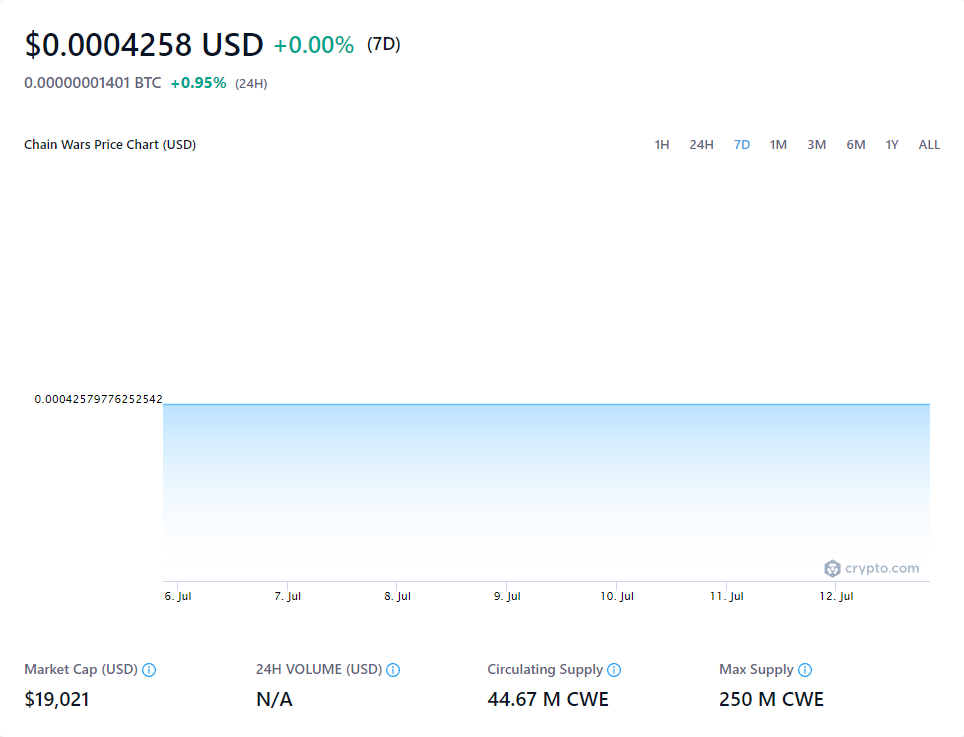 $0.0004258 USD +0.00% (7D)
0.00000001401 BTC +0.95% (24H)
Chain Wars Price Chart (USD) 1H 24H 7D 1M 3M 6M 1Y ALL
0.00042579776252542
crypto.com
6. Jul 7. Jul 8. Jul 9. Jul 10. Jul 11. Jul 12. Jul
Market Cap (USD) 24H VOLUME (USD) Circulating Supply Max Supply
$19,021 N/A 44.67 M CWE 250 M CWE